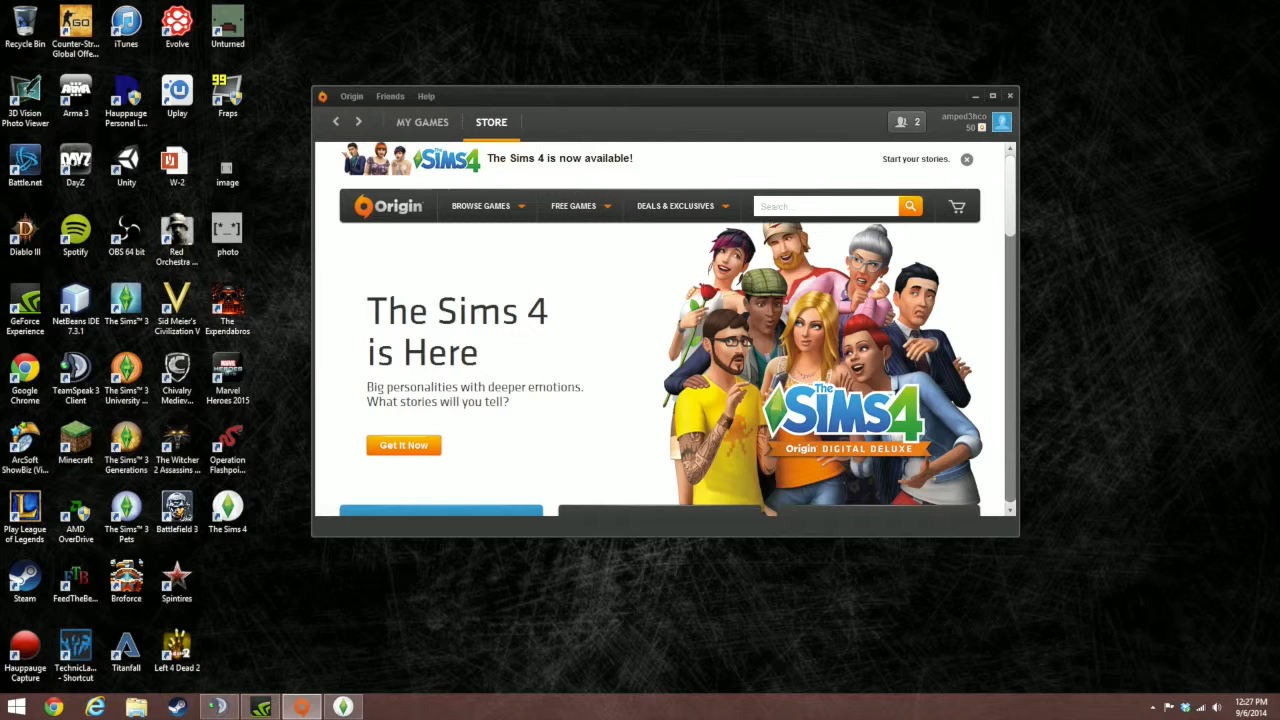 Recycle Bin
Counter-Str...
Global Offe...
iTunes
Evolve
Unturned
3D Vision
Photo Viewer
Arma 3
Hauppauge
Personal L...
Uplay
99
Fraps
Battle.net
DayZ
Unity
W-2
image
Diablo III
Spotify
OBS 64 bit
Red
Orchestra ...
[*_*]
photo
GeForce
Experience
NetBeans IDE
7.3.1
The Sims™ 3
Sid Meier's
Civilization V
The
Expendabros
Google
Chrome
TeamSpeak 3
Client
The Sims™ 3
University ...
Chivalry
Mediev...
Marvel
Heroes 2015
ArcSoft
ShowBiz (Vi...
Minecraft
The Sims™ 3
Generations
The Witcher
2 Assassins ...
Operation
Flashpoi...
Play League
of Legends
AMD
OverDrive
The Sims™ 3
Pets
Battlefield 3
The Sims 4
Steam
FeedTheBe...
Broforce
Spintires
Hauppauge
Capture
TechnicLa...
- Shortcut
Titanfall
Left 4 Dead 2
Origin Friends Help
MY GAMES STORE
2
amped3hco
50
The SIMS 4 The Sims 4 is now available! Start your stories.
Origin BROWSE GAMES FREE GAMES DEALS & EXCLUSIVES Search...
The Sims 4
is Here
Big personalities with deeper emotions.
What stories will you tell?
Get It Now
The SIMS 4
Origin DIGITAL DELUXE
12:27 PM
9/6/2014